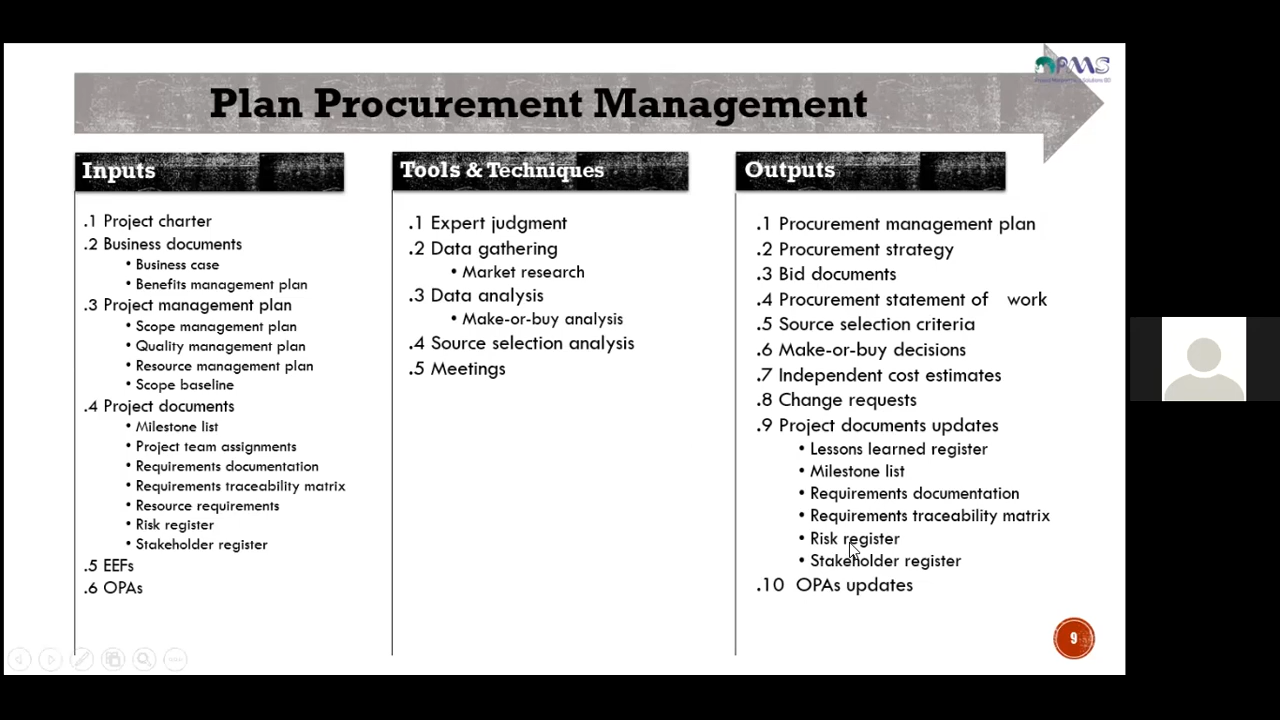 PMS
Plan Procurement Management
Inputs
.1 Project charter
.2 Business documents
• Business case
• Benefits management plan
.3 Project management plan
• Scope management plan
• Quality management plan
• Resource management plan
• Scope baseline
.4 Project documents
• Milestone list
• Project team assignments
• Requirements documentation
• Requirements traceability matrix
• Resource requirements
• Risk register
• Stakeholder register
.5 EEFs
.6 OPAs
Tools & Techniques
.1 Expert judgment
.2 Data gathering
• Market research
.3 Data analysis
• Make-or-buy analysis
.4 Source selection analysis
.5 Meetings
Outputs
.1 Procurement management plan
.2 Procurement strategy
.3 Bid documents
.4 Procurement statement of work
.5 Source selection criteria
.6 Make-or-buy decisions
.7 Independent cost estimates
.8 Change requests
.9 Project documents updates
• Lessons learned register
• Milestone list
• Requirements documentation
• Requirements traceability matrix
• Risk register
• Stakeholder register
.10 OPAs updates
9